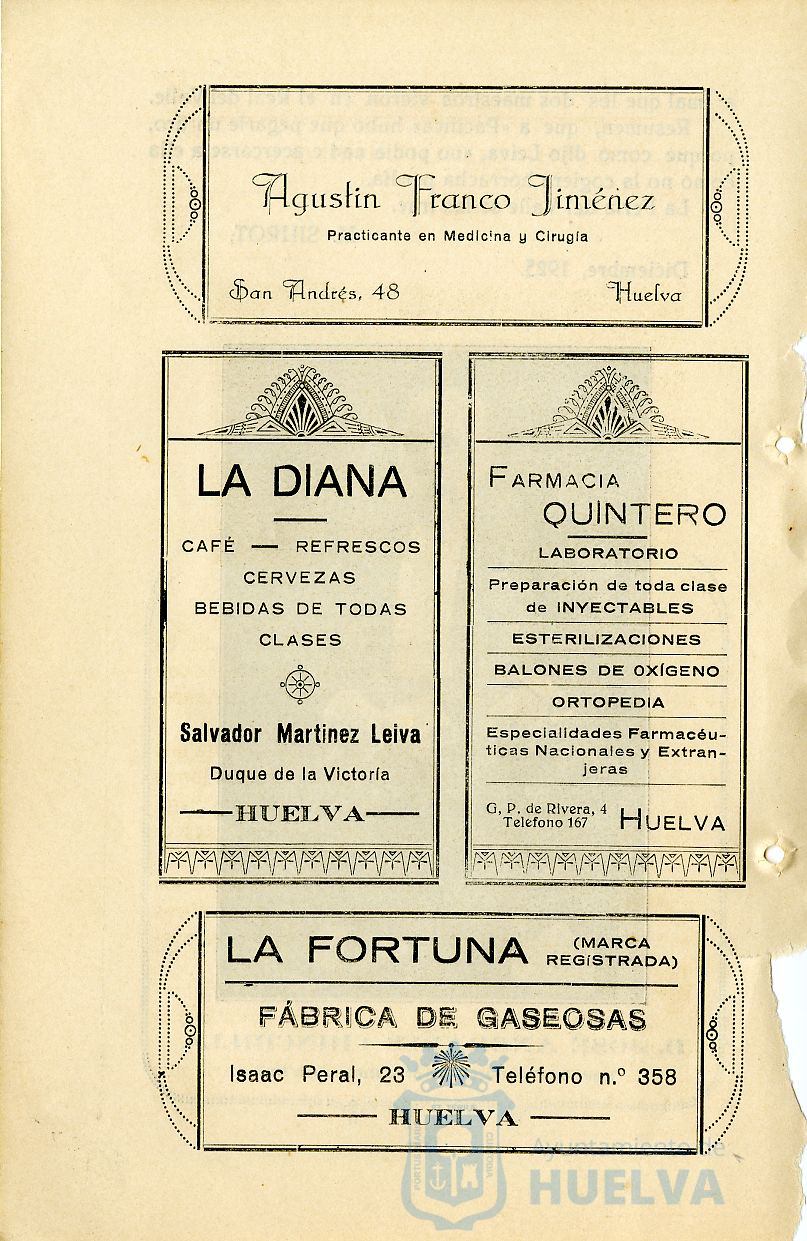 Agustin Franco Jiménez
Practicante en Medicina y Cirugía
San Andrés, 48 Huelva
LA DIANA
CAFÉ — REFRESCOS
CERVEZAS
BEBIDAS DE TODAS
CLASES
Salvador Martinez Leiva
Duque de la Victoria
HUELVA
FARMACIA
QUINTERO
LABORATORIO
Preparación de toda clase
de INYECTABLES
ESTERILIZACIONES
BALONES DE OXÍGENO
ORTOPEDIA
Especialidades Farmacéu-
ticas Nacionales y Extran-
jeras
G. P. de Rivera, 4
Teléfono 167
HUELVA
LA FORTUNA (MARCA
REGISTRADA)
FÁBRICA DE GASEOSAS
Isaac Peral, 23 Teléfono n.º 358
HUELVA
Ayuntamiento de
HUELVA